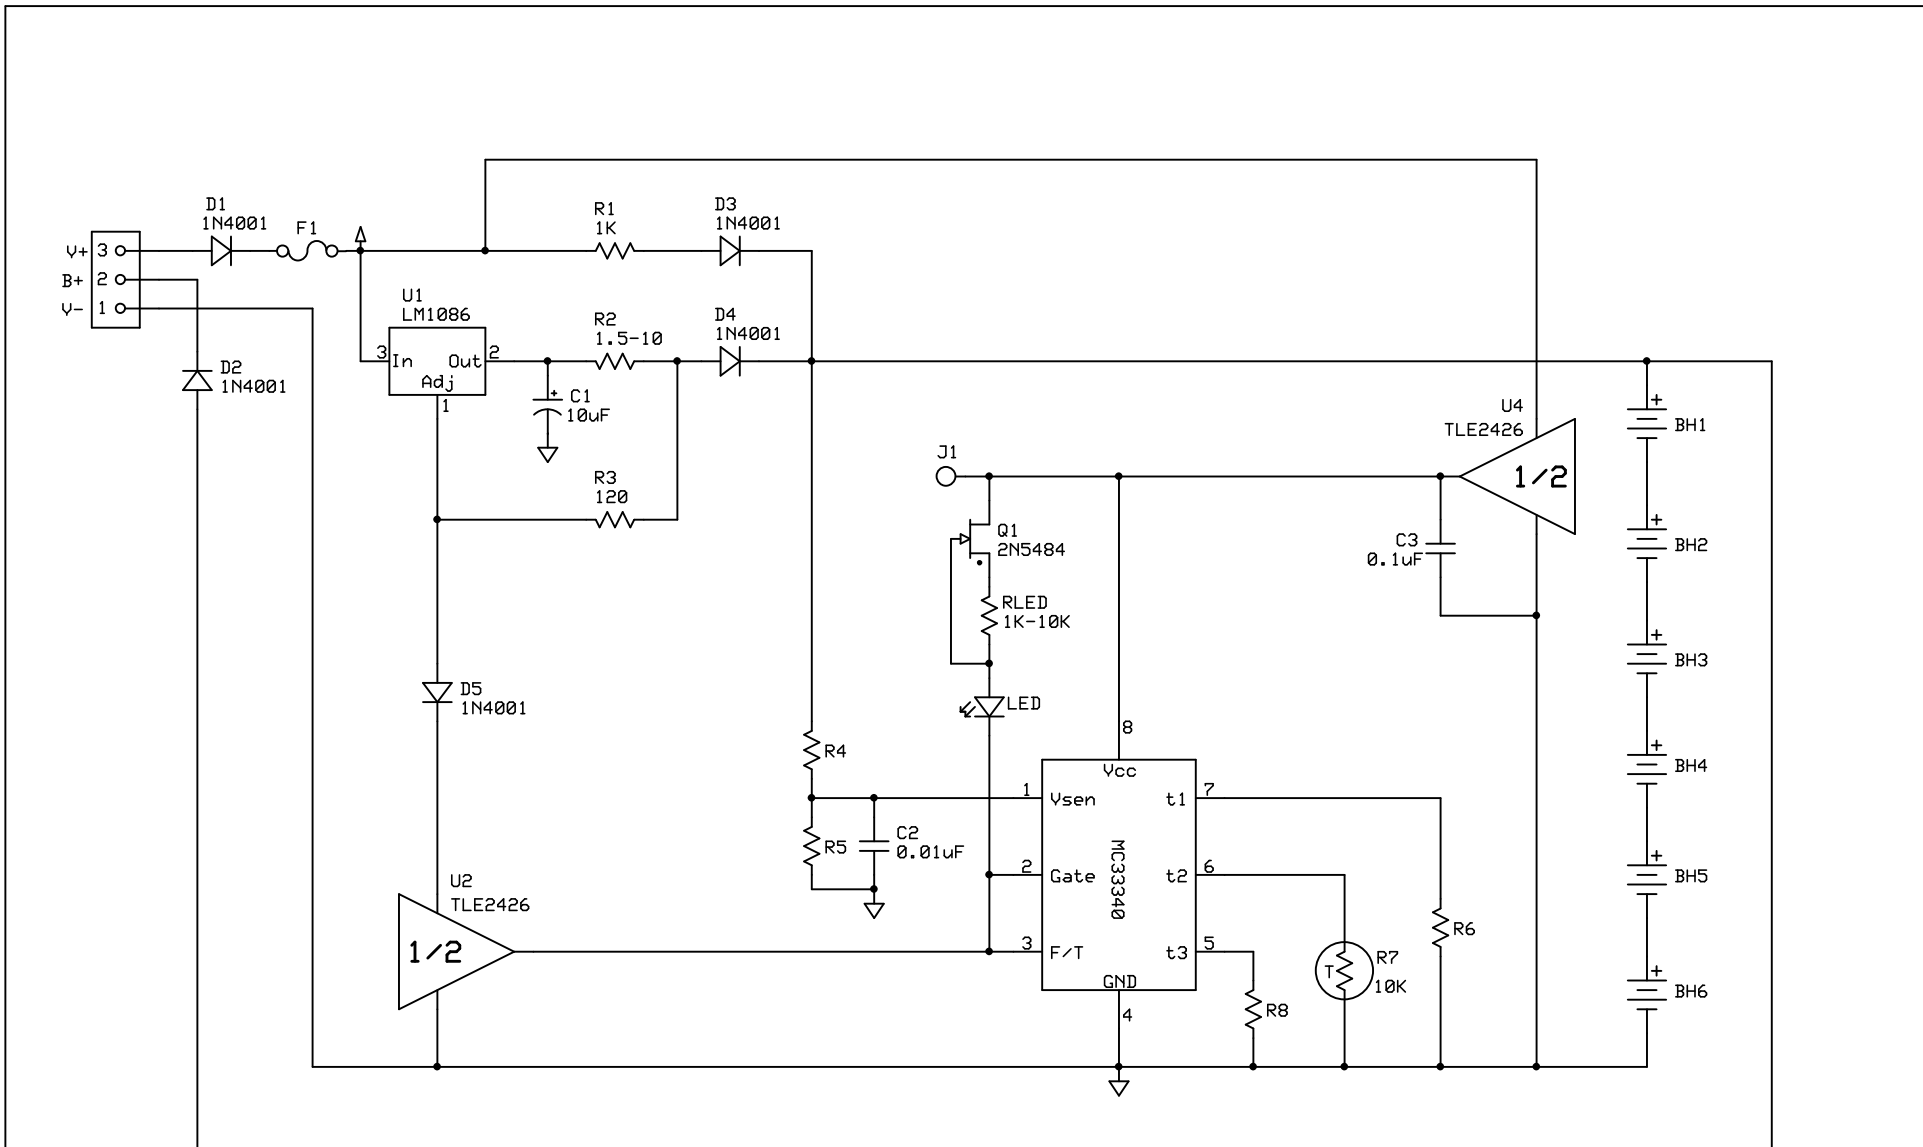 D1
1N4001
F1
R1
1K
D3
1N4001
V+ 3
B+ 2
V- 1
U1
LM1086
3 In Out 2
Adj
1
R2
1.5-10
D4
1N4001
D2
1N4001
+ C1
10uF
R3
120
U4
TLE2426
1/2
J1
Q1
2N5484
C3
0.1uF
RLED
1K-10K
LED
D5
1N4001
R4
R5
C2
0.01uF
U2
TLE2426
1/2
8
Vcc
1 Vsen t1 7
2 Gate t2 6
3 F/T t3 5
MC33340
GND
4
R6
R7
10K
T
R8
+
BH1
+
BH2
+
BH3
+
BH4
+
BH5
+
BH6